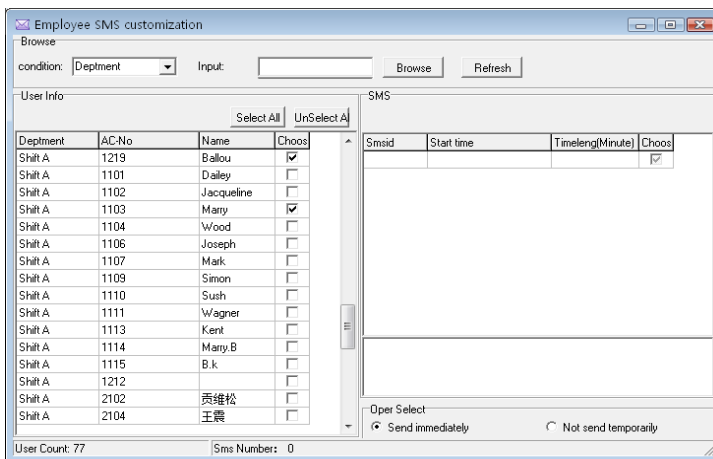 Employee SMS customization
Browse
condition: Deptment Input: Browse Refresh
User Info
Select All UnSelect Al
Deptment AC-No Name Choos
Shift A 1219 Ballou
Shift A 1101 Dailey
Shift A 1102 Jacqueline
Shift A 1103 Marry
Shift A 1104 Wood
Shift A 1106 Joseph
Shift A 1107 Mark
Shift A 1109 Simon
Shift A 1110 Sush
Shift A 1111 Wagner
Shift A 1113 Kent
Shift A 1114 Marry.B
Shift A 1115 B.k
Shift A 1212
Shift A 2102 贡维松
Shift A 2104 王震
SMS
Smsid Start time Timeleng(Minute) Choos
Oper Select
Send immediately Not send temporarily
User Count: 77 Sms Number: 0